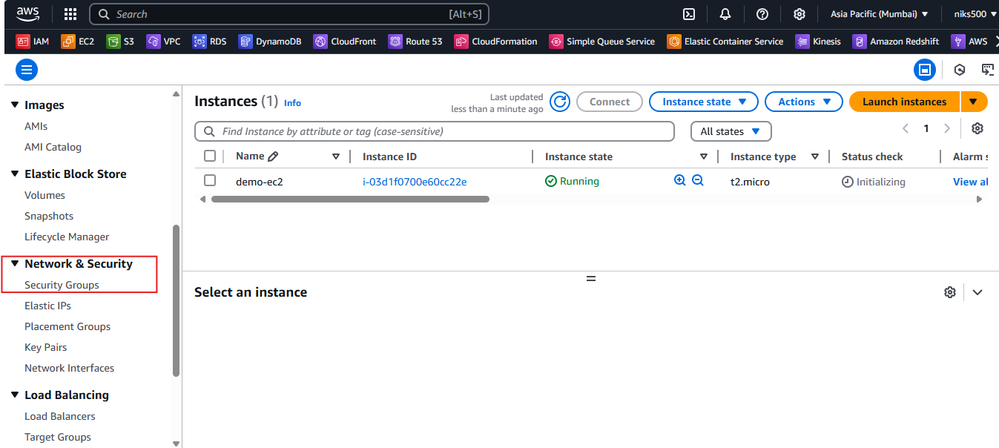 aws
Search [Alt+S] Asia Pacific (Mumbai) niks500
IAM EC2 S3 VPC RDS DynamoDB CloudFront Route 53 CloudFormation Simple Queue Service Elastic Container Service Kinesis Amazon Redshift AWS
Images
AMIs
AMI Catalog
Elastic Block Store
Volumes
Snapshots
Lifecycle Manager
Network & Security
Security Groups
Elastic IPs
Placement Groups
Key Pairs
Network Interfaces
Load Balancing
Load Balancers
Target Groups
Instances (1) Info
Last updated
less than a minute ago
Connect Instance state Actions Launch instances
Find Instance by attribute or tag (case-sensitive) All states 1
Name Instance ID Instance state Instance type Status check Alarm s
demo-ec2 i-03d1f0700e60cc22e Running t2.micro Initializing View al
Select an instance